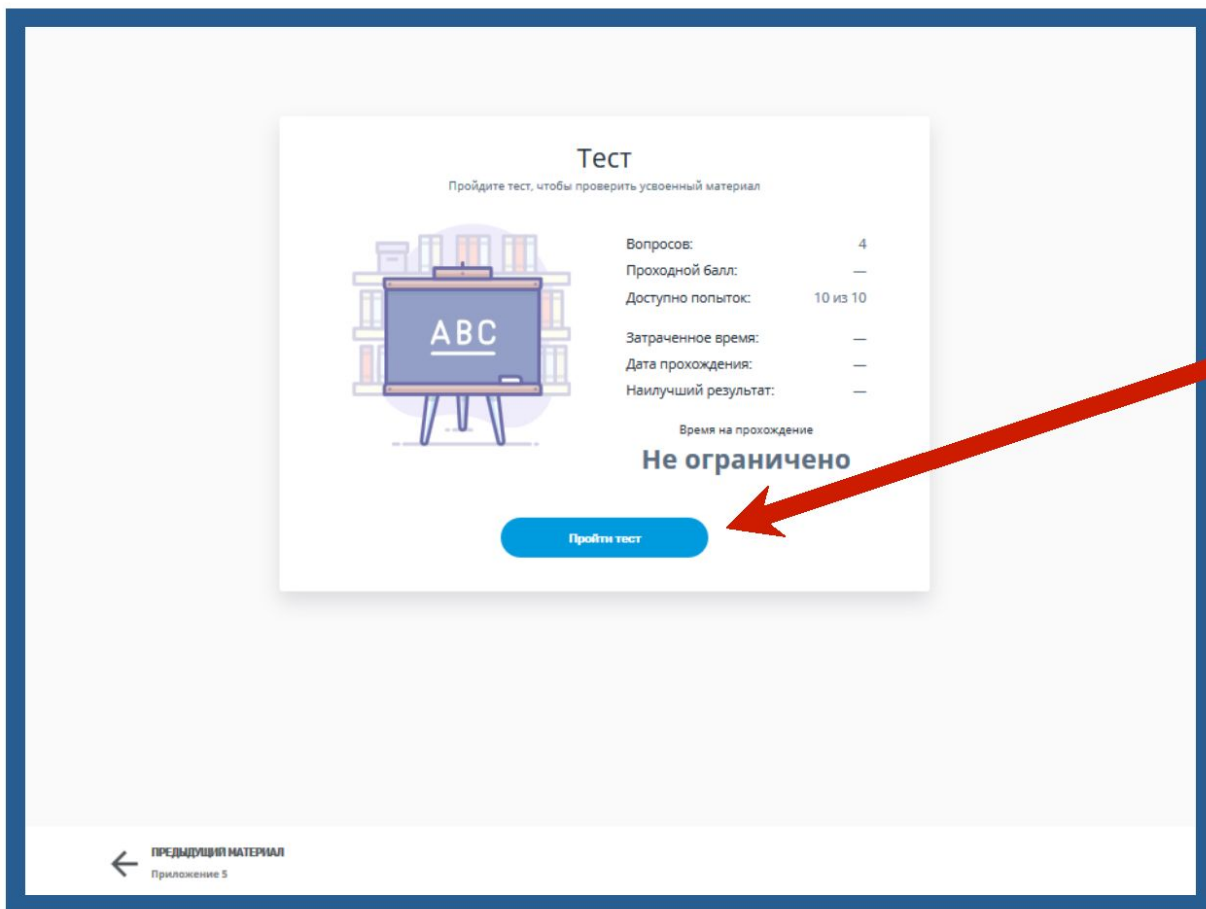 Тест
Пройдите тест, чтобы проверить усвоенный материал
ABC
Вопросов: 4
Проходной балл: —
Доступно попыток: 10 из 10
Затраченное время: —
Дата прохождения: —
Наилучший результат: —
Время на прохождение
Не ограничено
Пройти тест
ПРЕДЫДУЩИЙ МАТЕРИАЛ
Приложение 5